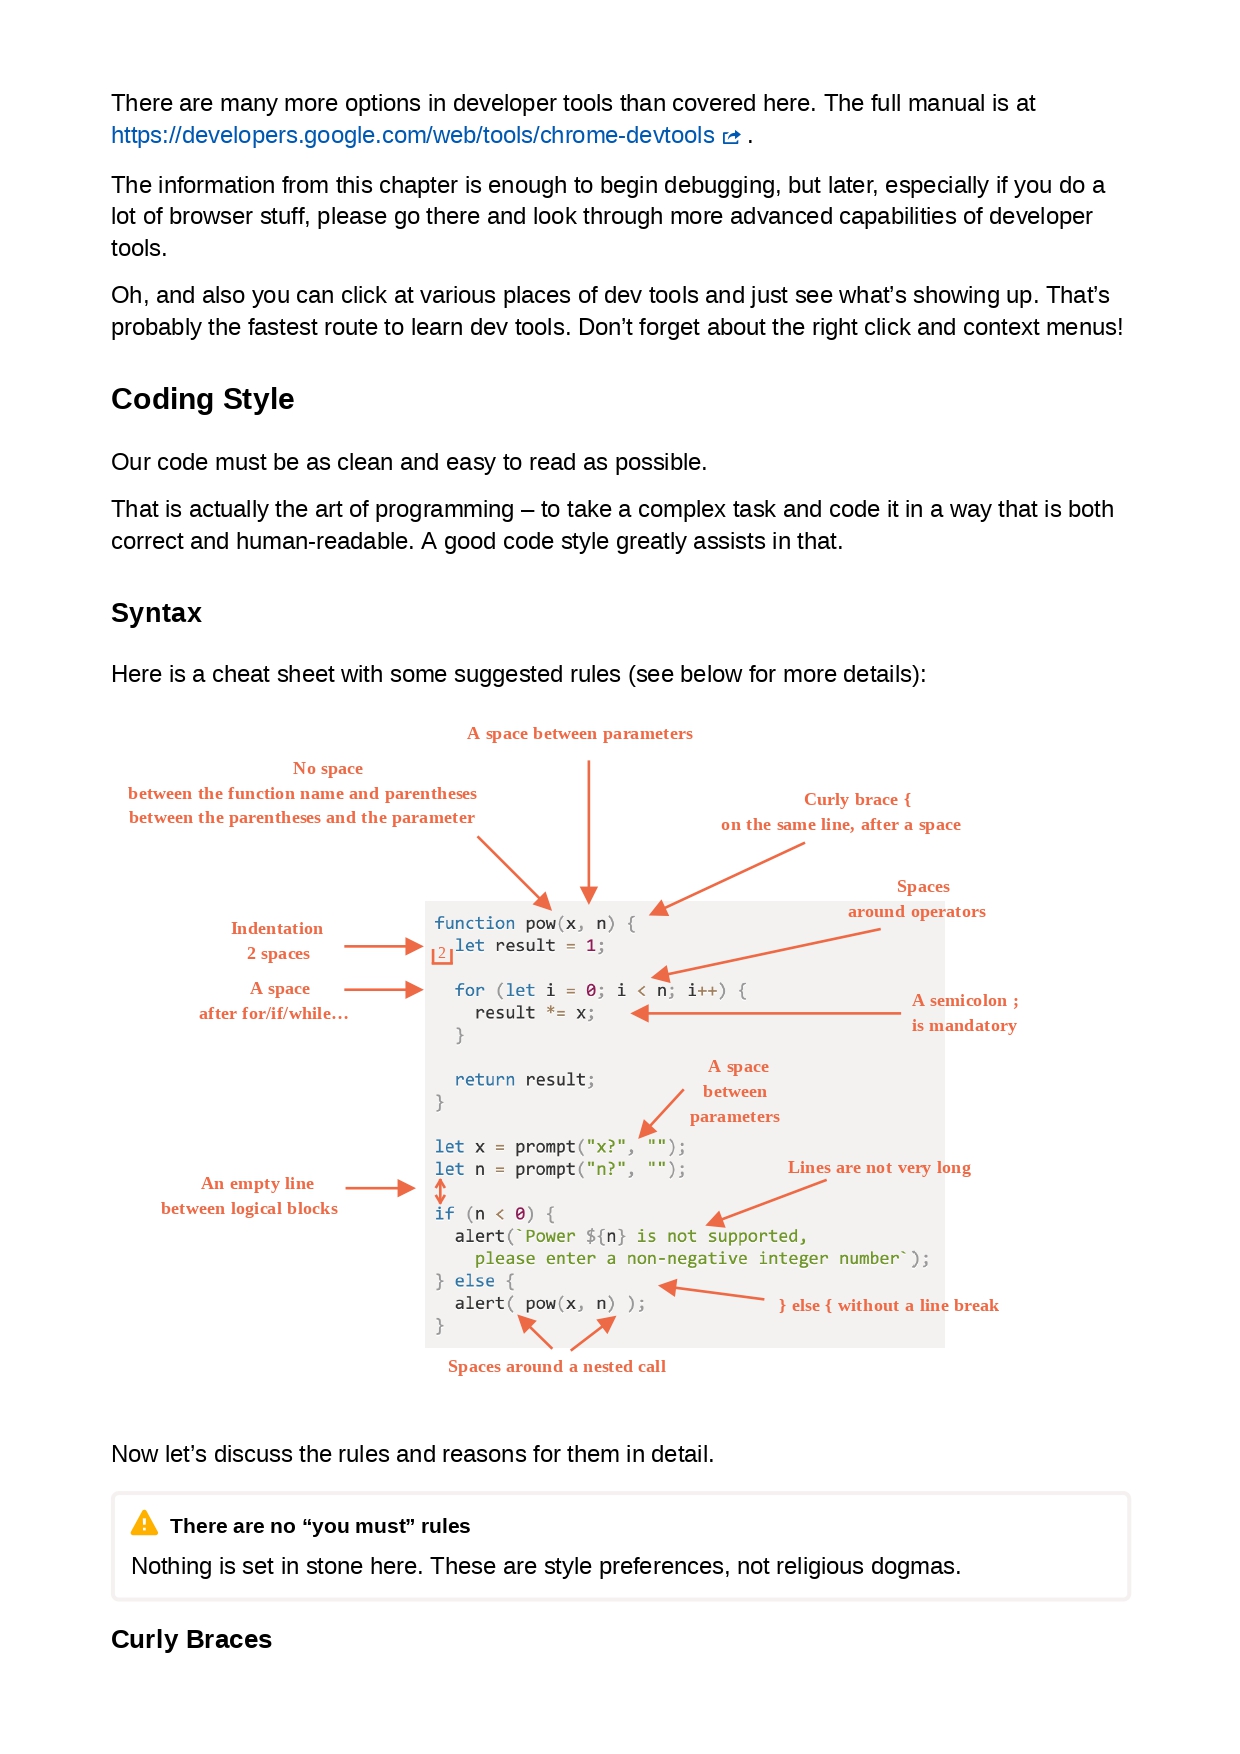 There are many more options in developer tools than covered here. The full manual is at
https://developers.google.com/web/tools/chrome-devtools .
The information from this chapter is enough to begin debugging, but later, especially if you do a
lot of browser stuff, please go there and look through more advanced capabilities of developer
tools.
Oh, and also you can click at various places of dev tools and just see what’s showing up. That’s
probably the fastest route to learn dev tools. Don’t forget about the right click and context menus!
Coding Style
Our code must be as clean and easy to read as possible.
That is actually the art of programming – to take a complex task and code it in a way that is both
correct and human-readable. A good code style greatly assists in that.
Syntax
Here is a cheat sheet with some suggested rules (see below for more details):
A space between parameters
No space
between the function name and parentheses
between the parentheses and the parameter
Curly brace {
on the same line, after a space
Spaces
around operators
Indentation
2 spaces
A space
after for/if/while…
A semicolon ;
is mandatory
A space
between
parameters
Lines are not very long
An empty line
between logical blocks
} else { without a line break
Spaces around a nested call
function pow(x, n) {
2 let result = 1;
for (let i = 0; i < n; i++) {
result *= x;
}
return result;
}
let x = prompt("x?", "");
let n = prompt("n?", "");
if (n < 0) {
alert(`Power ${n} is not supported,
please enter a non-negative integer number`);
} else {
alert( pow(x, n) );
}
Now let’s discuss the rules and reasons for them in detail.
There are no “you must” rules
Nothing is set in stone here. These are style preferences, not religious dogmas.
Curly Braces